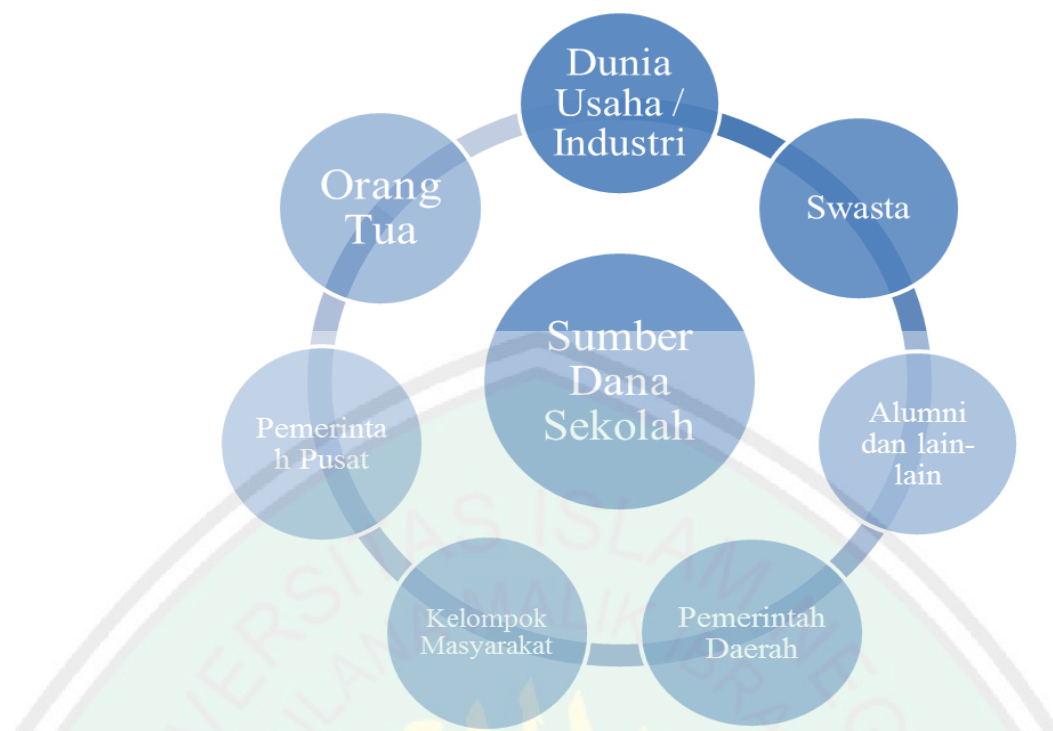 Dunia
Usaha /
Industri
Orang
Tua
Swasta
Sumber
Dana
Sekolah
Pemerinta
h Pusat
Alumni
dan lain-
lain
Kelompok
Masyarakat
Pemerintah
Daerah